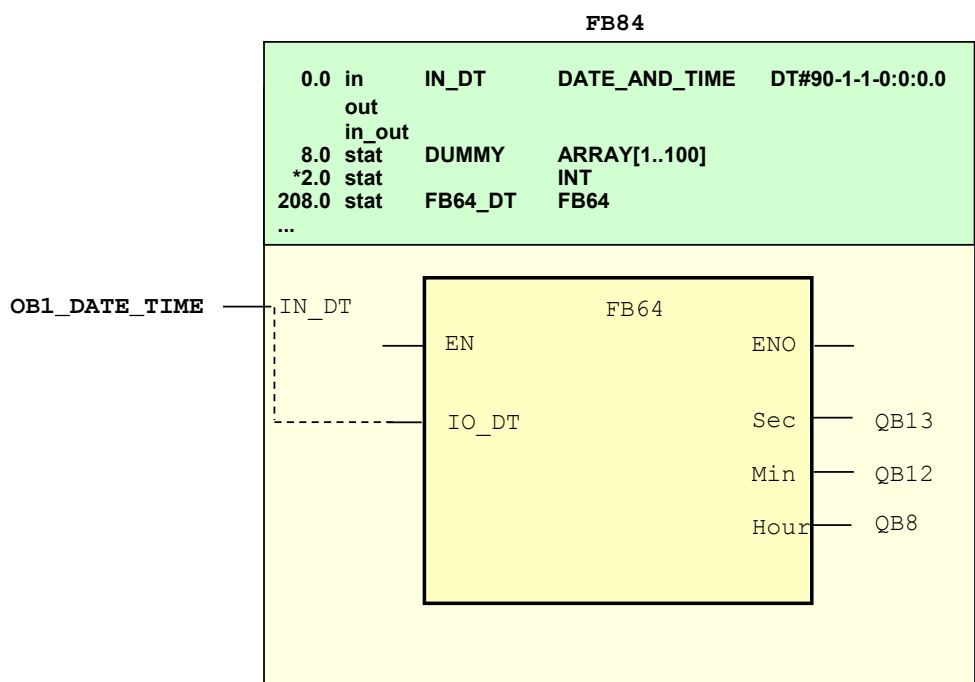 FB84
0.0 in IN_DT DATE_AND_TIME DT#90-1-1-0:0:0.0
out
in_out
8.0 stat DUMMY ARRAY[1..100]
*2.0 stat INT
208.0 stat FB64_DT FB64
...
OB1_DATE_TIME IN_DT FB64
EN ENO
IO_DT Sec QB13
Min QB12
Hour QB8